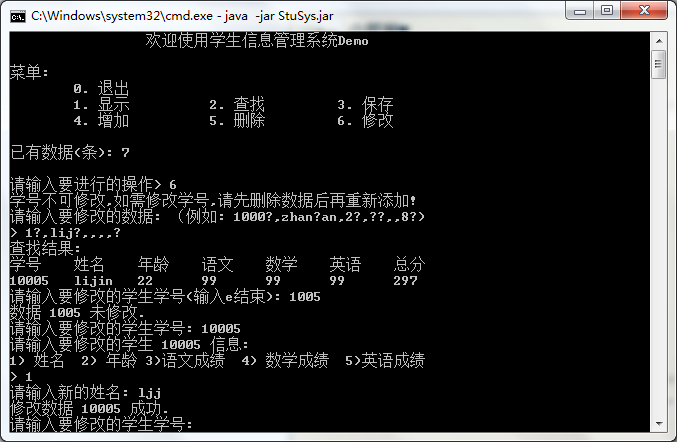 C:\Windows\system32\cmd.exe - java  -jar StuSys.jar
欢迎使用学生信息管理系统Demo
菜单:
0. 退出
1. 显示 2. 查找 3. 保存
4. 增加 5. 删除 6. 修改
已有数据(条): 7
请输入要进行的操作> 6
学号不可修改,如需修改学号,请先删除数据后再重新添加!
请输入要修改的数据: （例如: 1000?,zhan?an,2?,??,,8?)
> 1?,lij?,,,,?
查找结果:
学号 姓名 年龄 语文 数学 英语 总分
10005 lijin 22 99 99 99 297
请输入要修改的学生学号(输入e结束): 1005
数据 1005 未修改.
请输入要修改的学生学号: 10005
请输入要修改的学生 10005 信息:
1) 姓名 2) 年龄 3)语文成绩 4) 数学成绩 5)英语成绩
> 1
请输入新的姓名: ljj
修改数据 10005 成功.
请输入要修改的学生学号: